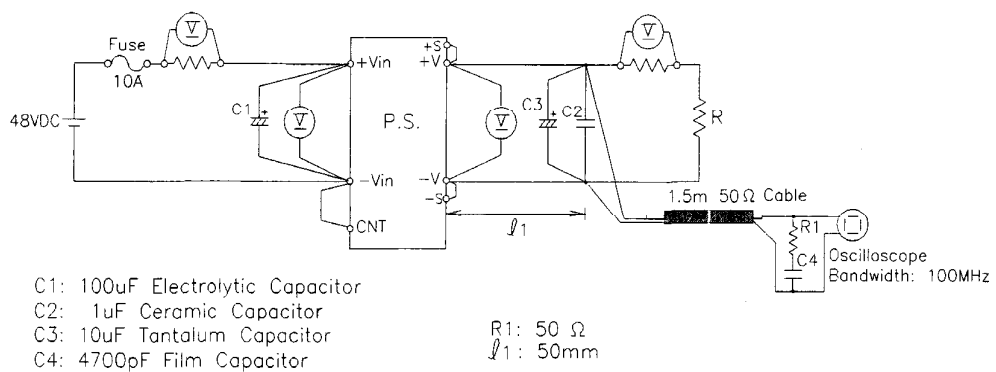 Fuse
10A
V
48VDC
C1
+
V
+Vin
-Vin
CNT
P.S.
+S
+V
-V
-S
V
C3
+
C2
V
R
ℓ1
1.5m 50Ω Cable
R1
C4
Oscilloscope
Bandwidth: 100MHz
C1: 100uF Electrolytic Capacitor
C2: 1uF Ceramic Capacitor
C3: 10uF Tantalum Capacitor
C4: 4700pF Film Capacitor
R1: 50 Ω
ℓ1: 50mm